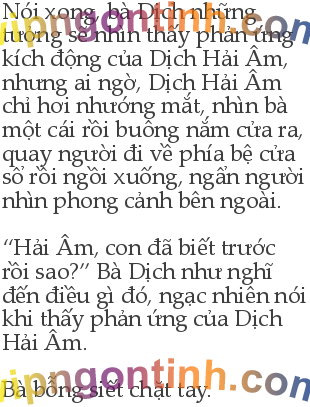 Nói xong, bà Dịch những
tưởng sẽ nhìn thấy phản ứng
kích động của Dịch Hải Âm,
nhưng ai ngờ, Dịch Hải Âm
chỉ hơi nhướng mắt, nhìn bà
một cái rồi buông nắm cửa ra,
quay người đi về phía bệ cửa
sổ rồi ngồi xuống, ngẩn người
nhìn phong cảnh bên ngoài.
“Hải Âm, con đã biết trước
rồi sao?” Bà Dịch như nghĩ
đến điều gì đó, ngạc nhiên nói
khi thấy phản ứng của Dịch
Hải Âm.
Bà bỗng siết chặt tay.
vipngontinh.com
vipngontinh.com